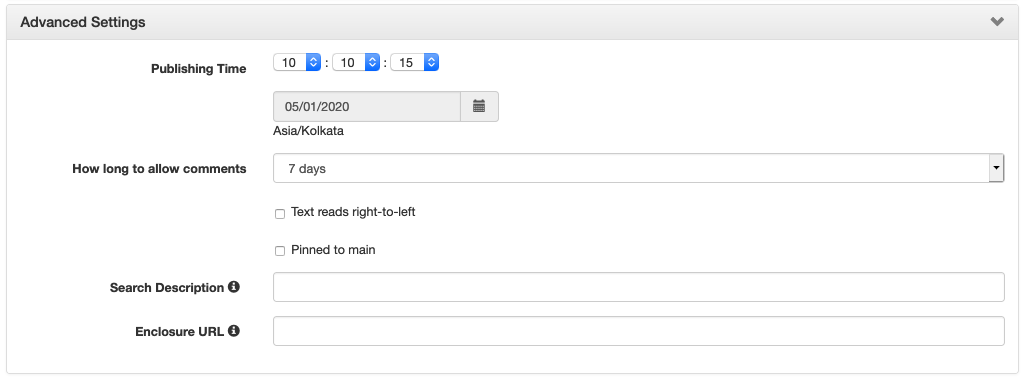 Advanced Settings
Publishing Time 10 : 10 : 15
05/01/2020
Asia/Kolkata
How long to allow comments 7 days
Text reads right-to-left
Pinned to main
Search Description
Enclosure URL